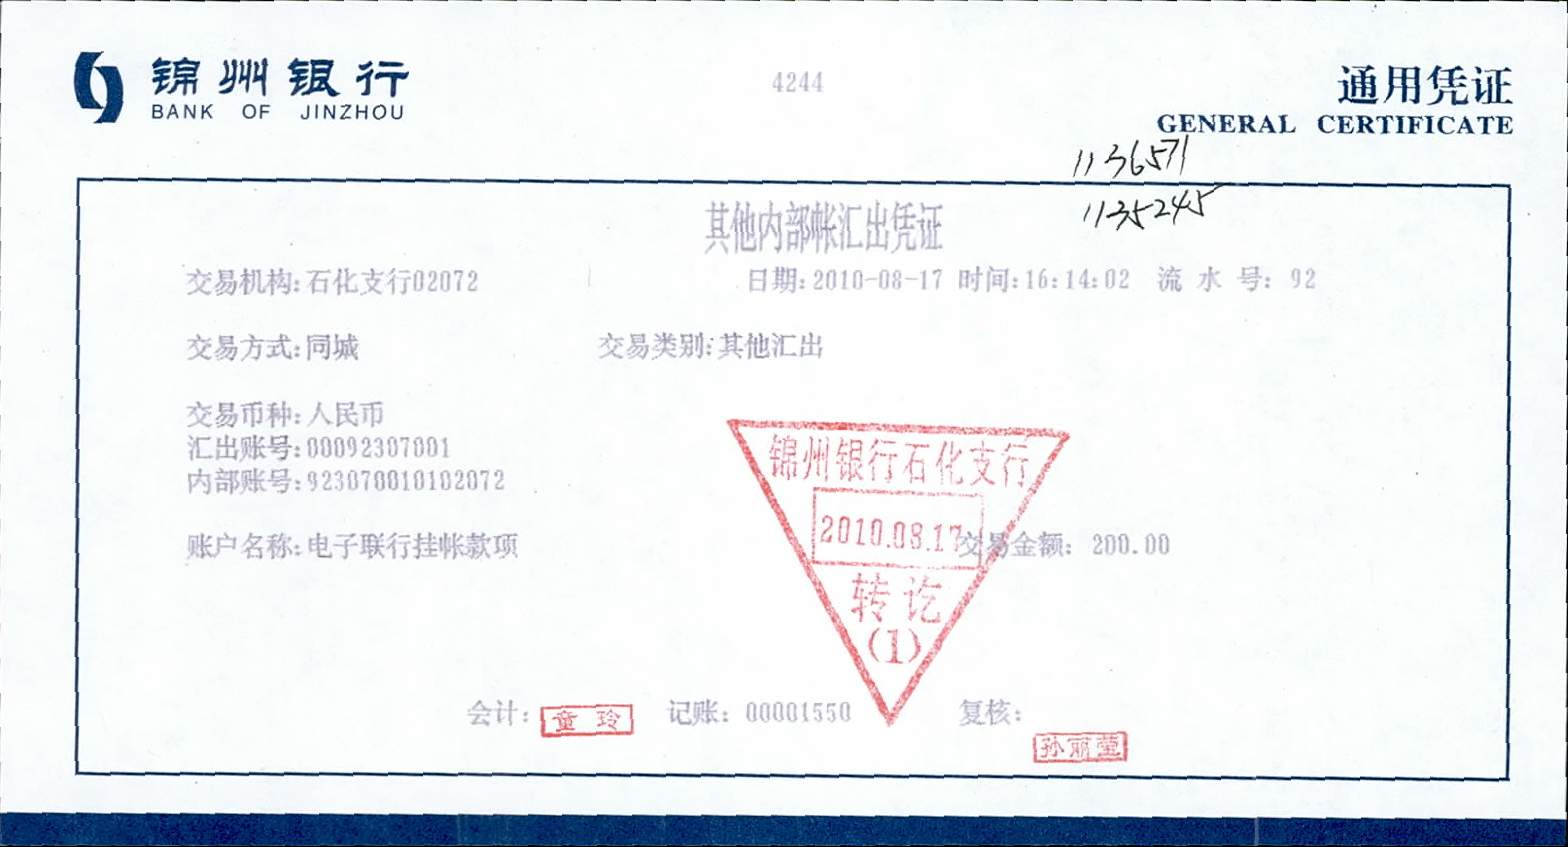 锦州银行
BANK OF JINZHOU
4244
通用凭证
GENERAL CERTIFICATE
1136571
1135245
其他内部帐汇出凭证
交易机构:石化支行02072
日期:2010-08-17 时间:16:14:02 流 水 号: 92
交易方式:同城
交易类别:其他汇出
交易币种:人民币
汇出账号:00092307001
内部账号:923070010102072
账户名称:电子联行挂帐款项
交易金额: 200.00
锦州银行石化支行
2010.08.17
转讫
(1)
会计: 童玲
记账: 00001550
复核:
孙丽莹